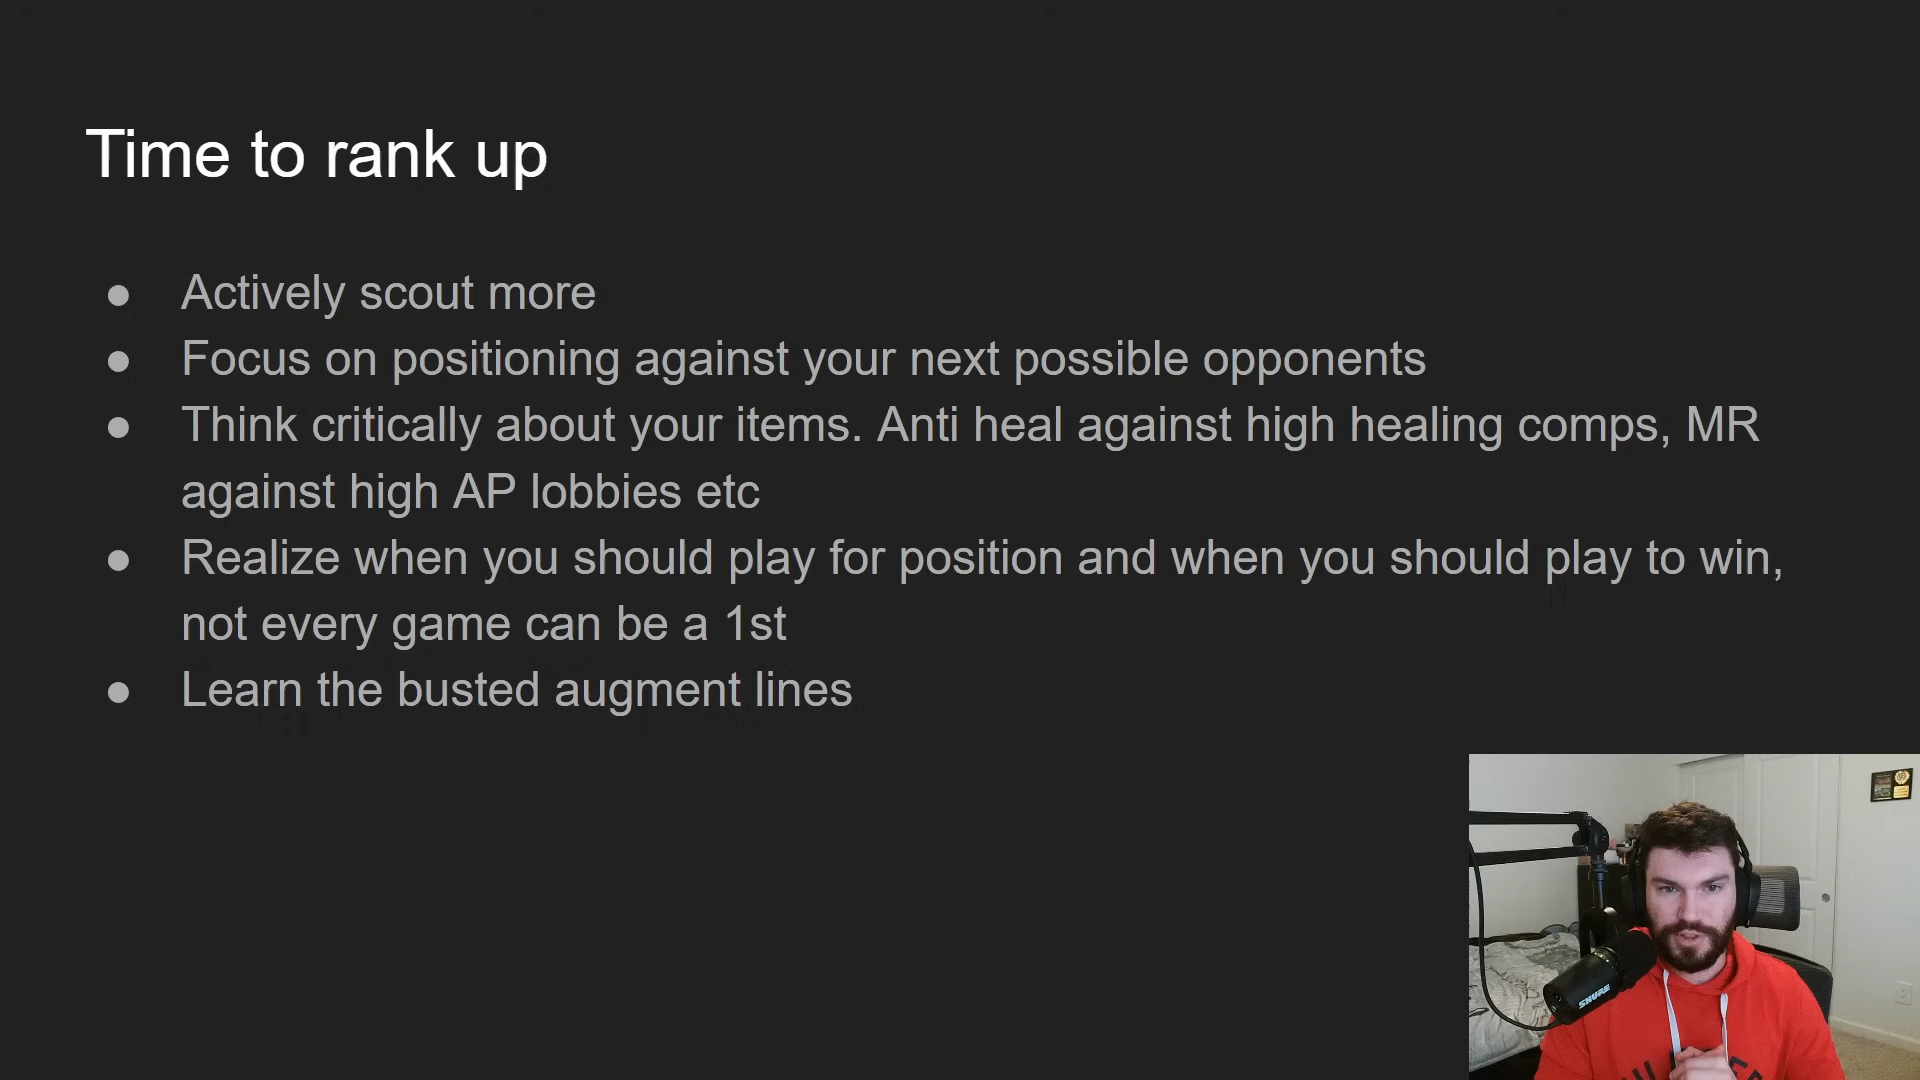 Time to rank up
● Actively scout more
● Focus on positioning against your next possible opponents
● Think critically about your items. Anti heal against high healing comps, MR
against high AP lobbies etc
● Realize when you should play for position and when you should play to win,
not every game can be a 1st
● Learn the busted augment lines
SHURE